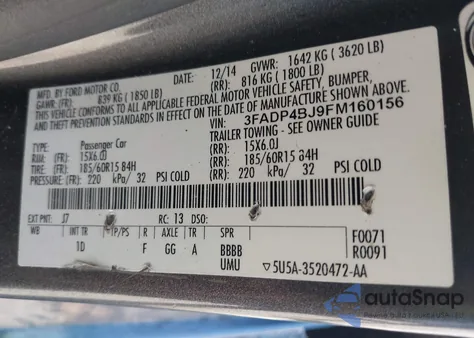 MFD. BY FORD MOTOR CO. DATE: 12/14 GVWR: 1642 KG ( 3620 LB)
GAWR: (FR): 839 KG ( 1850 LB) (RR): 816 KG ( 1800 LB)
THIS VEHICLE CONFORMS TO ALL APPLICABLE FEDERAL MOTOR VEHICLE SAFETY, BUMPER,
AND THEFT PREVENTION STANDARDS IN EFFECT ON THE DATE OF MANUFACTURE SHOWN ABOVE.
VIN: 3FADP4BJ9FM160156
TYPE: Passenger Car TRAILER TOWING - SEE OWNER GUIDE
RIM: (FR): 15X6.0J (RR): 15X6.0J
TIRE: (FR): 185/60R15 84H (RR): 185/60R15 84H
PRESSURE: (FR): 220 kPa/ 32 PSI COLD (RR): 220 kPa/ 32 PSI COLD
EXT PNT: J7 RC: 13 DSO:
WB INT TR TP/PS R AXLE TR SPR F0071
1D F GG A BBBB R0091
UMU ▽5U5A-3520472-AA
autoSnap